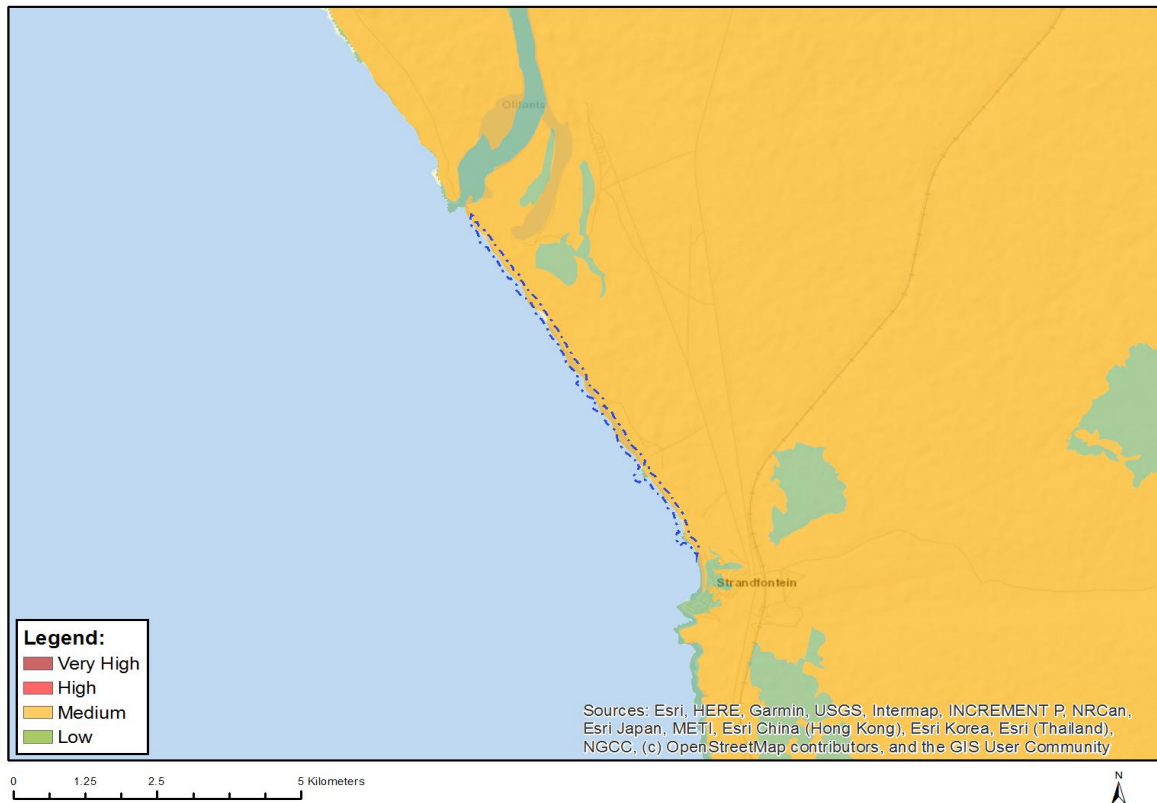 Olifants
Strandfontein
Legend:
Very High
High
Medium
Low
Sources: Esri, HERE, Garmin, USGS, Intermap, INCREMENT P, NRCan,
Esri Japan, METI, Esri China (Hong Kong), Esri Korea, Esri (Thailand),
NGCC, (c) OpenStreetMap contributors, and the GIS User Community
0 1.25 2.5 5 Kilometers
N